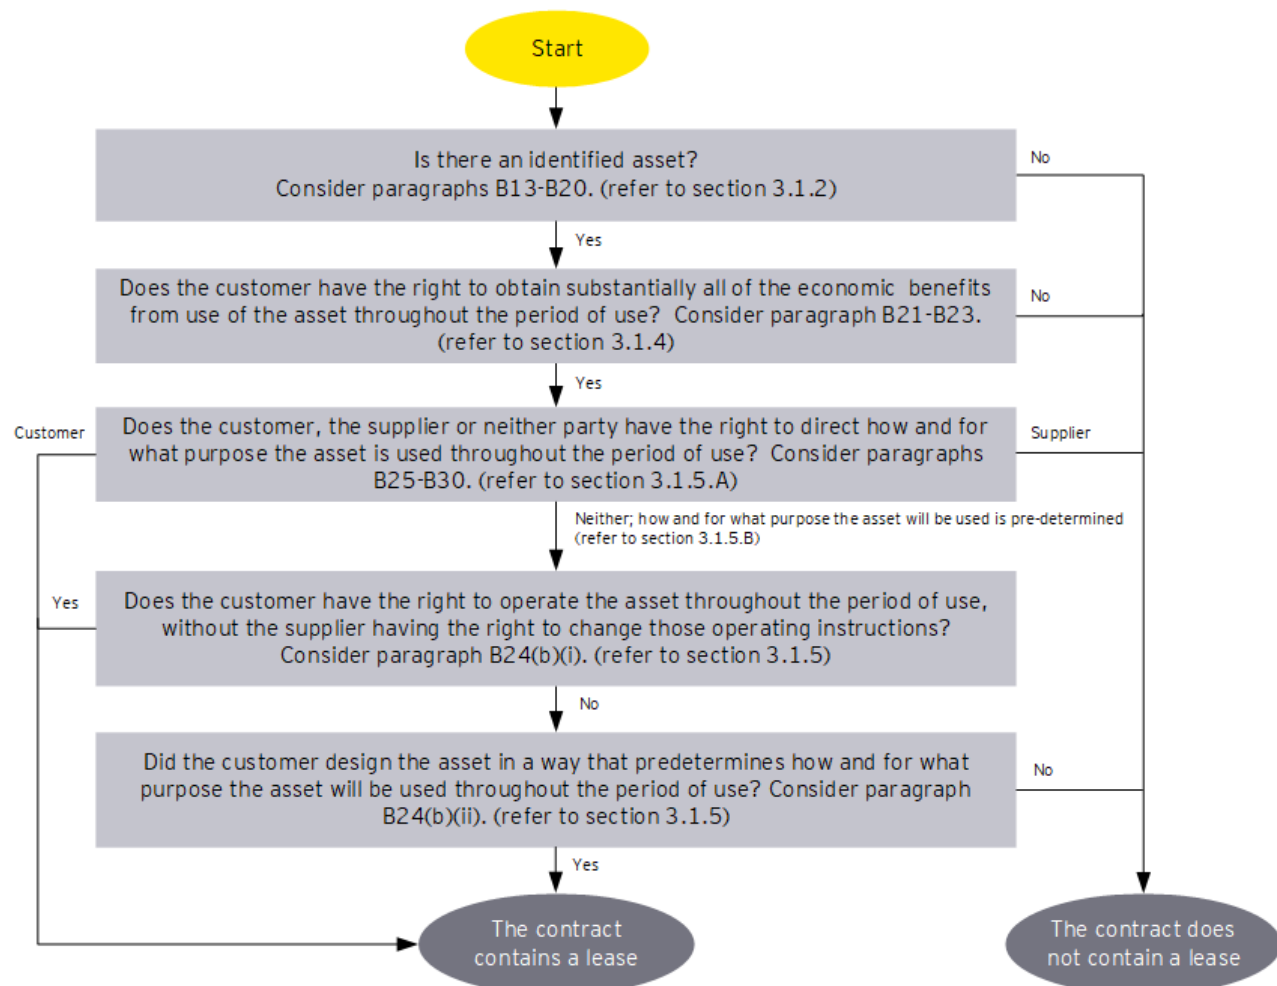 Start
Is there an identified asset?
Consider paragraphs B13-B20. (refer to section 3.1.2)
No
Yes
Does the customer have the right to obtain substantially all of the economic benefits
from use of the asset throughout the period of use? Consider paragraph B21-B23.
(refer to section 3.1.4)
No
Yes
Customer
Does the customer, the supplier or neither party have the right to direct how and for
what purpose the asset is used throughout the period of use? Consider paragraphs
B25-B30. (refer to section 3.1.5.A)
Supplier
Neither; how and for what purpose the asset will be used is pre-determined
(refer to section 3.1.5.B)
Yes
Does the customer have the right to operate the asset throughout the period of use,
without the supplier having the right to change those operating instructions?
Consider paragraph B24(b)(i). (refer to section 3.1.5)
No
Did the customer design the asset in a way that predetermines how and for what
purpose the asset will be used throughout the period of use? Consider paragraph
B24(b)(ii). (refer to section 3.1.5)
No
Yes
The contract
contains a lease
The contract does
not contain a lease